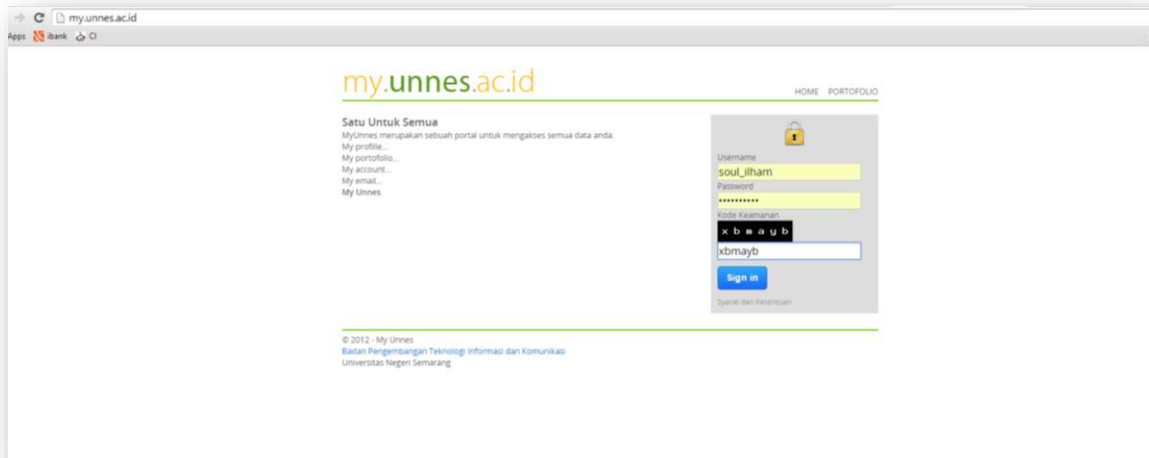 my.unnes.ac.id
Apps ibank CI
my.unnes.ac.id
HOME PORTOFOLIO
Satu Untuk Semua
MyUnnes merupakan sebuah portal untuk mengakses semua data anda.
My profilie...
My portofolio...
My account...
My email...
My Unnes
Username
soul_ilham
Password
••••••••••
Kode Keamanan
x b m a y b
xbmayb
Sign in
Syarat dan Ketentuan
© 2012 - My Unnes
Badan Pengembangan Teknologi Informasi dan Komunikasi
Universitas Negeri Semarang